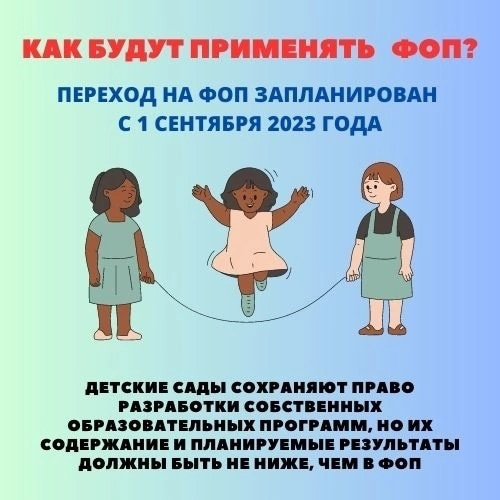 КАК БУДУТ ПРИМЕНЯТЬ ФОП?
ПЕРЕХОД НА ФОП ЗАПЛАНИРОВАН
С 1 СЕНТЯБРЯ 2023 ГОДА
ДЕТСКИЕ САДЫ СОХРАНЯЮТ ПРАВО
РАЗРАБОТКИ СОБСТВЕННЫХ
ОБРАЗОВАТЕЛЬНЫХ ПРОГРАММ, НО ИХ
СОДЕРЖАНИЕ И ПЛАНИРУЕМЫЕ РЕЗУЛЬТАТЫ
ДОЛЖНЫ БЫТЬ НЕ НИЖЕ, ЧЕМ В ФОП